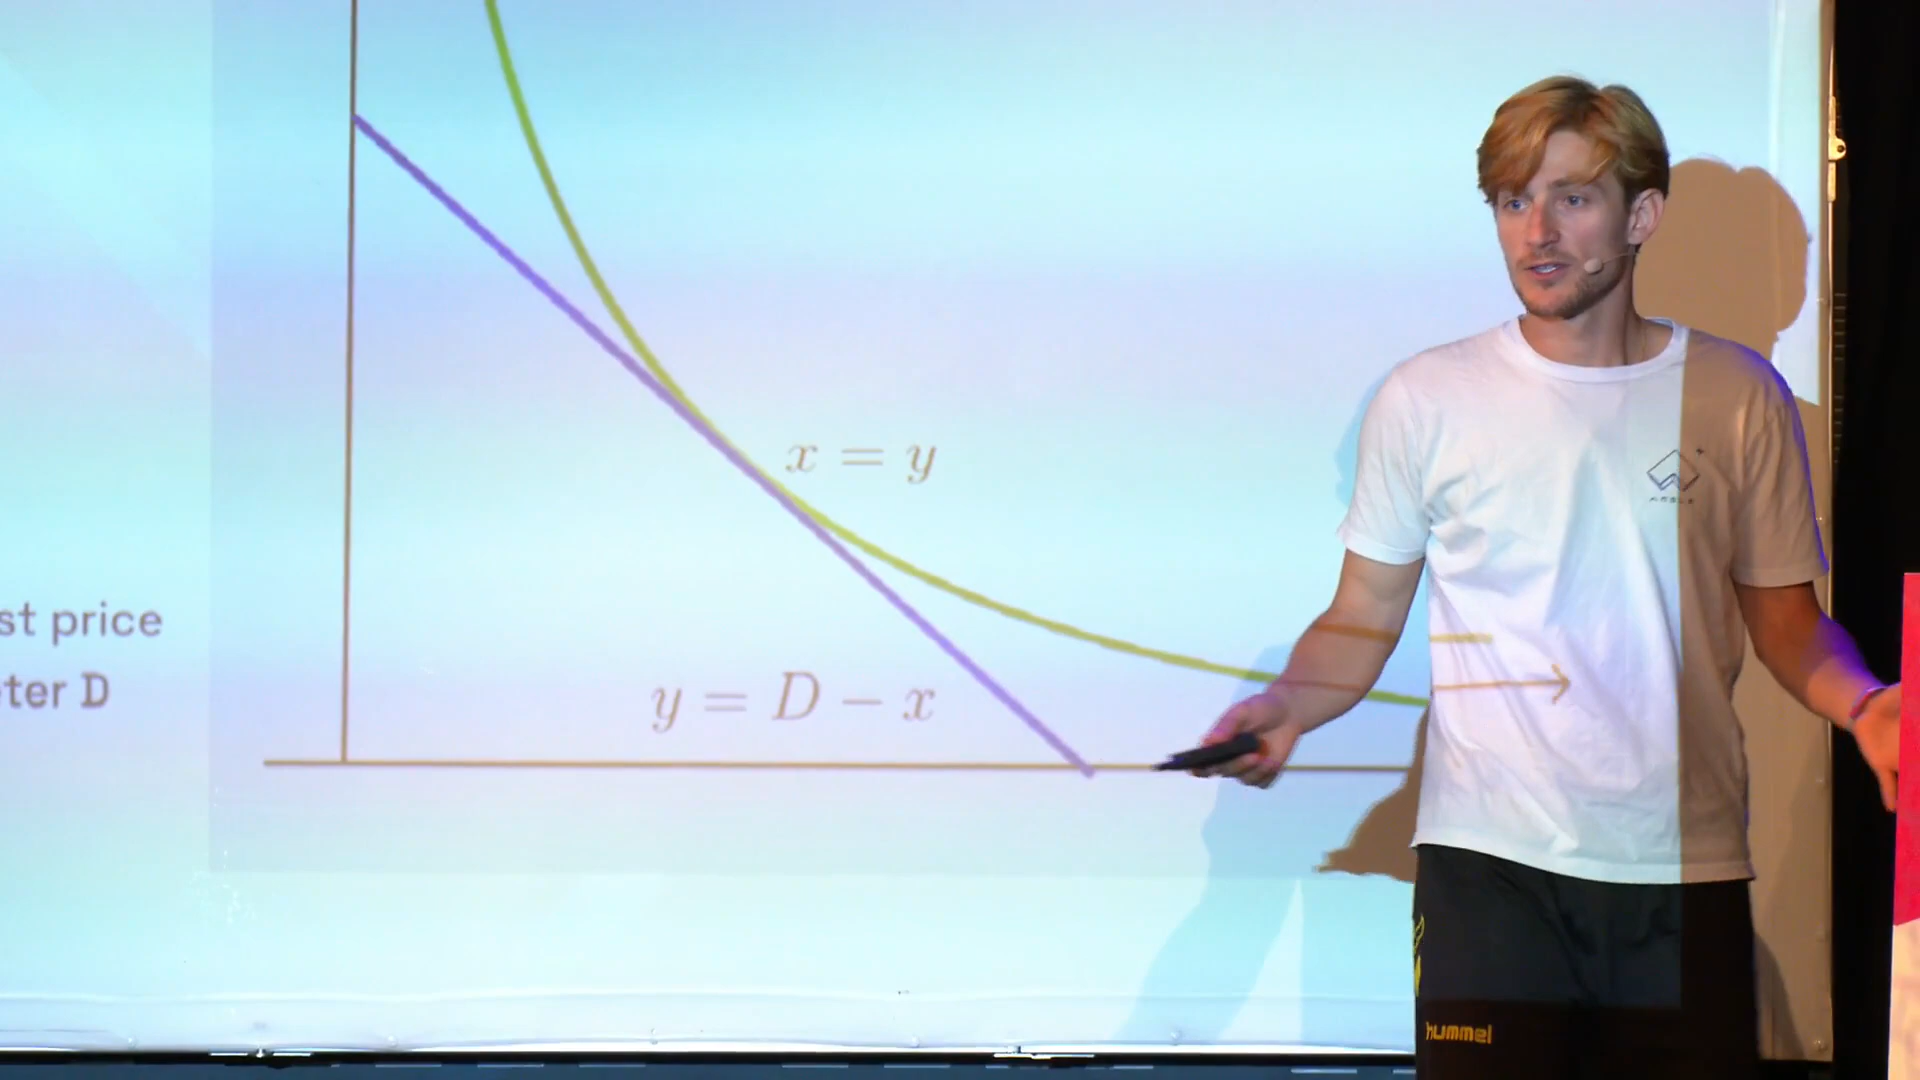 x = y
st price
ter D
y = D − x
hummel